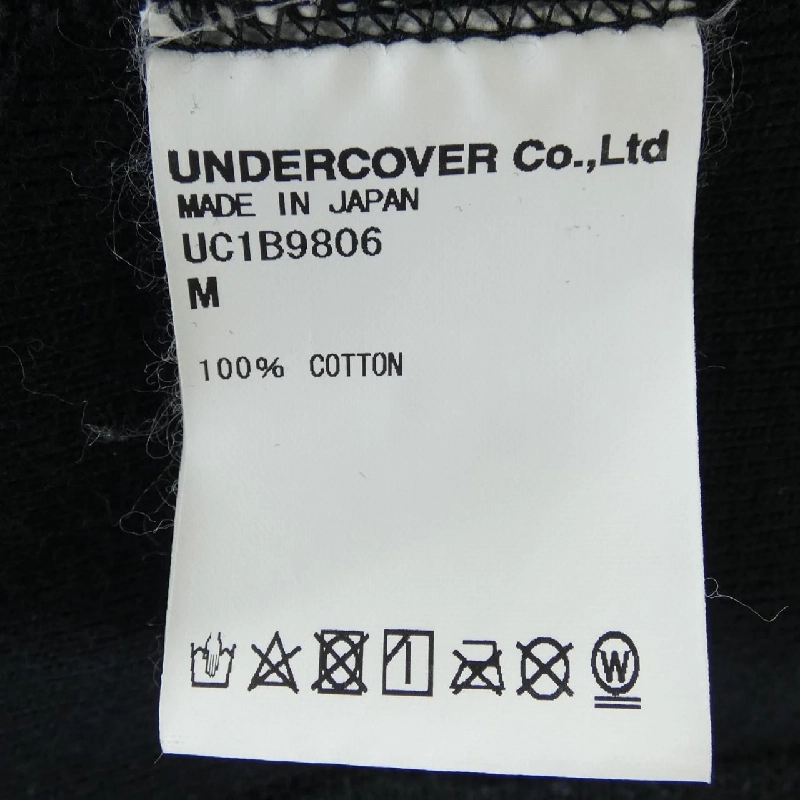 UNDERCOVER Co.,Ltd
MADE IN JAPAN
UC1B9806
M
100% COTTON
W